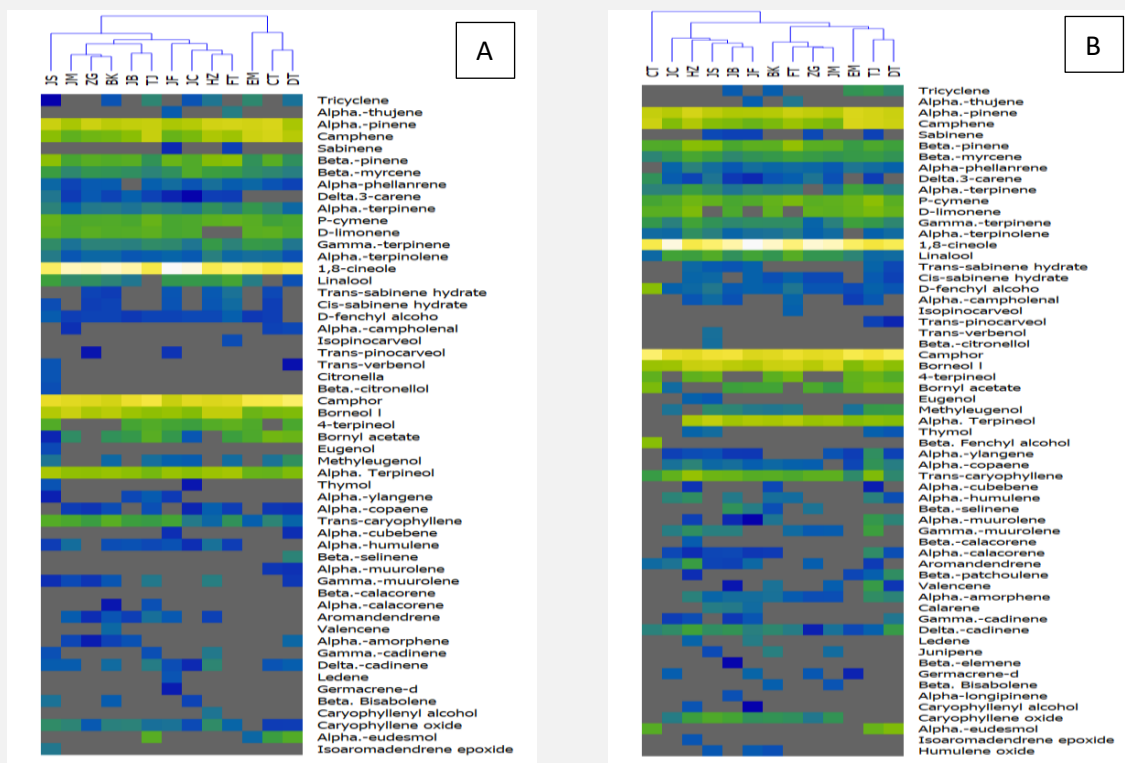 A
JS JM ZG BK JB TJ JF JC HZ FT EM CT DT
Tricyclene
Alpha.-thujene
Alpha.-pinene
Camphene
Sabinene
Beta.-pinene
Beta.-myrcene
Alpha-phellanrene
Delta.3-carene
Alpha.-terpinene
P-cymene
D-limonene
Gamma.-terpinene
Alpha.-terpinolene
1,8-cineole
Linalool
Trans-sabinene hydrate
Cis-sabinene hydrate
D-fenchyl alcoho
Alpha.-campholenal
Isopinocarveol
Trans-pinocarveol
Trans-verbenol
Citronella
Beta.-citronellol
Camphor
Borneol l
4-terpineol
Bornyl acetate
Eugenol
Methyleugenol
Alpha. Terpineol
Thymol
Alpha.-ylangene
Alpha.-copaene
Trans-caryophyllene
Alpha.-cubebene
Alpha.-humulene
Beta.-selinene
Alpha.-muurolene
Gamma.-muurolene
Beta.-calacorene
Alpha.-calacorene
Aromandendrene
Valencene
Alpha.-amorphene
Gamma.-cadinene
Delta.-cadinene
Ledene
Germacrene-d
Beta. Bisabolene
Caryophyllenyl alcohol
Caryophyllene oxide
Alpha.-eudesmol
Isoaromadendrene epoxide
B
CT JC HZ JS JB JF BK FT ZG JM EM TJ DT
Tricyclene
Alpha.-thujene
Alpha.-pinene
Camphene
Sabinene
Beta.-pinene
Beta.-myrcene
Alpha-phellanrene
Delta.3-carene
Alpha.-terpinene
P-cymene
D-limonene
Gamma.-terpinene
Alpha.-terpinolene
1,8-cineole
Linalool
Trans-sabinene hydrate
Cis-sabinene hydrate
D-fenchyl alcoho
Alpha.-campholenal
Isopinocarveol
Trans-pinocarveol
Trans-verbenol
Beta.-citronellol
Camphor
Borneol l
4-terpineol
Bornyl acetate
Eugenol
Methyleugenol
Alpha. Terpineol
Thymol
Beta. Fenchyl alcohol
Alpha.-ylangene
Alpha.-copaene
Trans-caryophyllene
Alpha.-cubebene
Alpha.-humulene
Beta.-selinene
Alpha.-muurolene
Gamma.-muurolene
Beta.-calacorene
Alpha.-calacorene
Aromandendrene
Beta.-patchoulene
Valencene
Alpha.-amorphene
Calarene
Gamma.-cadinene
Delta.-cadinene
Ledene
Junipene
Beta.-elemene
Germacrene-d
Beta. Bisabolene
Alpha-longipinene
Caryophyllenyl alcohol
Caryophyllene oxide
Alpha.-eudesmol
Isoaromadendrene epoxide
Humulene oxide